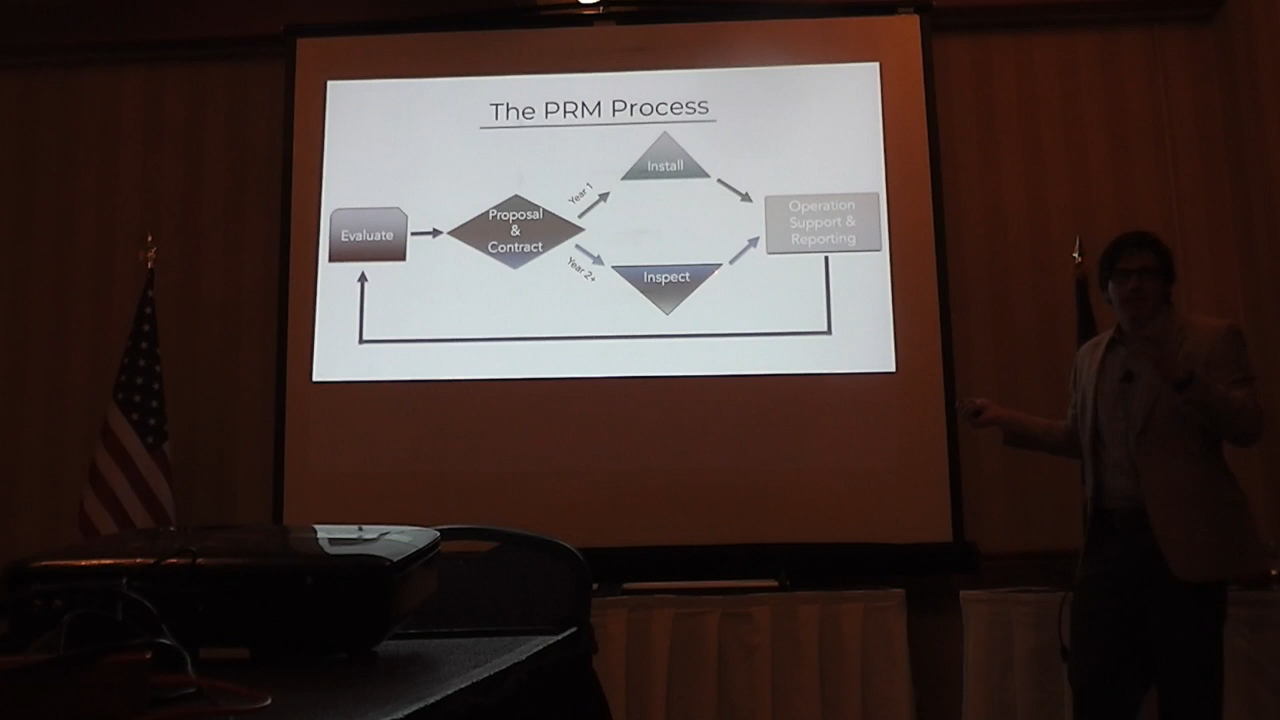 The PRM Process
Install
Year 1
Proposal
&
Contract
Evaluate
Operation
Support &
Reporting
Year 2+
Inspect